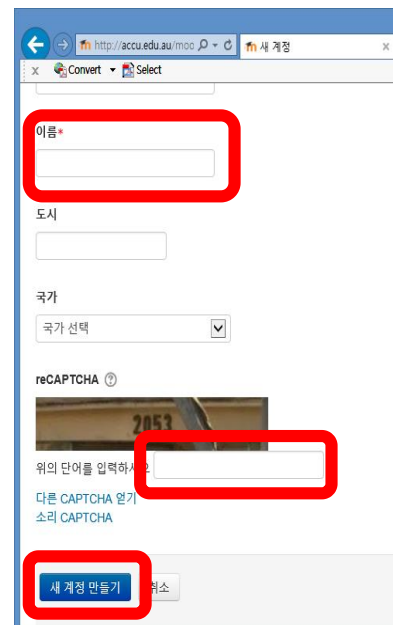 http://accu.edu.au/moo
새 계정
x Convert Select
이름*
도시
국가
국가 선택
reCAPTCHA
2053
위의 단어를 입력하
다른 CAPTCHA 얻기
소리 CAPTCHA
새 계정 만들기